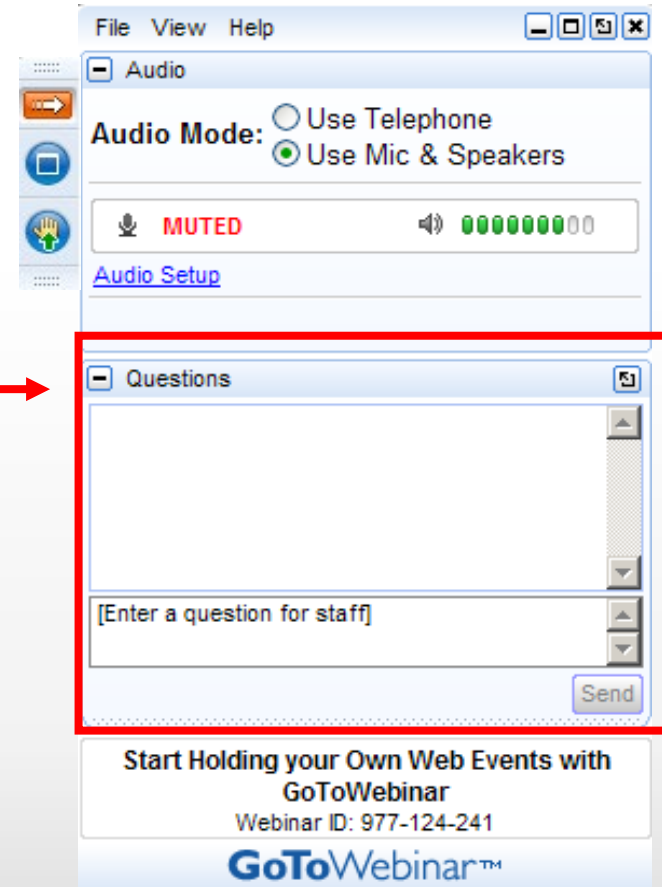 File View Help
Audio
Audio Mode:
Use Telephone
Use Mic & Speakers
MUTED
Audio Setup
Questions
[Enter a question for staff]
Send
Start Holding your Own Web Events with
GoToWebinar
Webinar ID: 977-124-241
GoToWebinar™